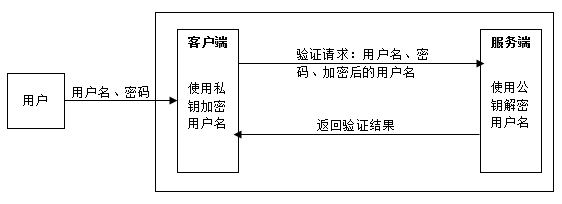 用户
用户名、密码
客户端
使用私
钥加密
用户名
验证请求：用户名、密
码、加密后的用户名
返回验证结果
服务端
使用公
钥解密
用户名